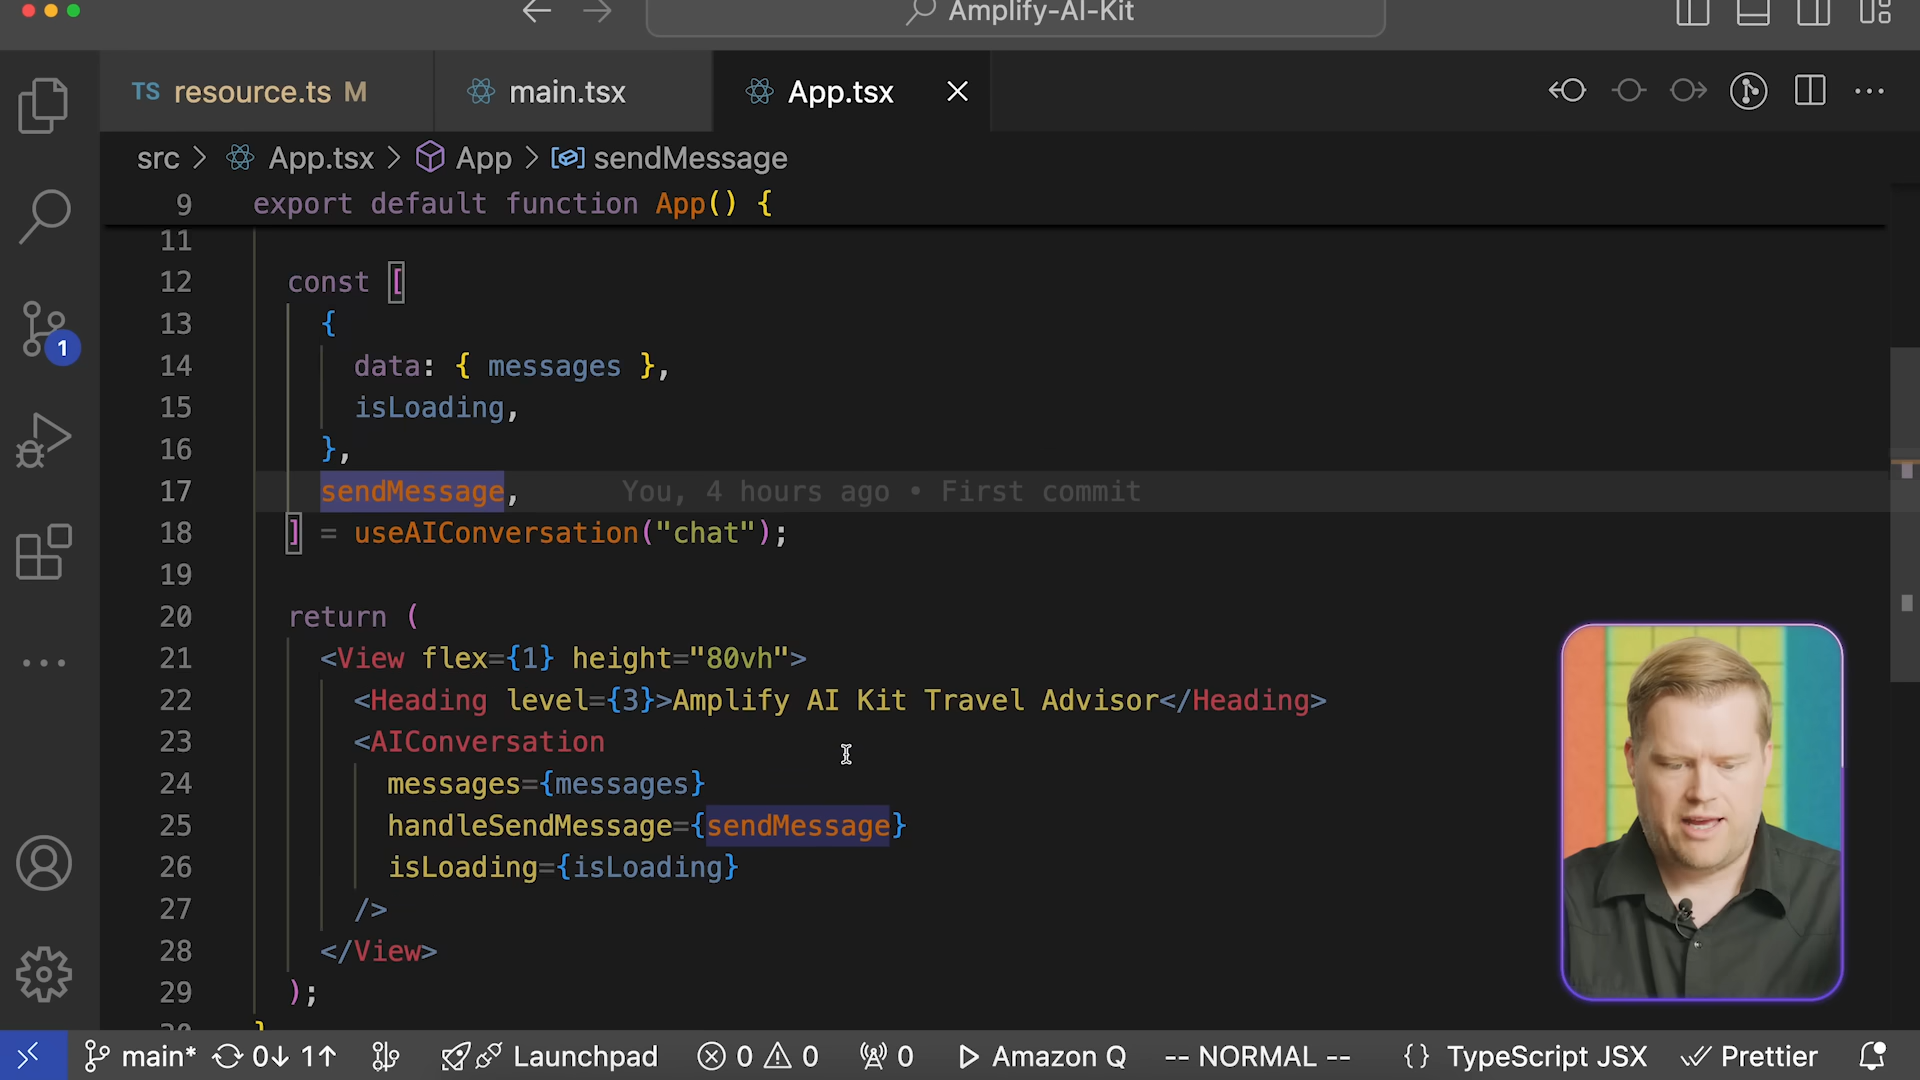 Amplify-AI-Kit
TS resource.ts M
main.tsx
App.tsx
src > App.tsx > App > sendMessage
9 export default function App() {
11
12 const [
13 {
14 data: { messages },
15 isLoading,
16 },
17 sendMessage, You, 4 hours ago • First commit
18 ] = useAIConversation("chat");
19
20 return (
21 <View flex={1} height="80vh">
22 <Heading level={3}>Amplify AI Kit Travel Advisor</Heading>
23 <AIConversation
24 messages={messages}
25 handleSendMessage={sendMessage}
26 isLoading={isLoading}
27 />
28 </View>
29 );
30 }
1
main* 0↓ 1↑ Launchpad 0 0 0 Amazon Q -- NORMAL -- {} TypeScript JSX Prettier